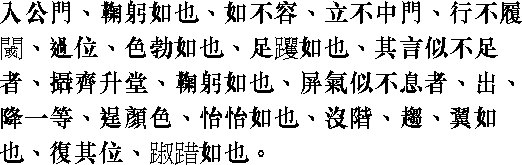 入公門、鞠躬如也、如不容、立不中門、行不履
閾、過位、色勃如也、足躩如也、其言似不足
者、攝齊升堂、鞠躬如也、屏氣似不息者、出、
降一等、逞顏色、怡怡如也、沒階、趨、翼如
也、復其位、踧踖如也。